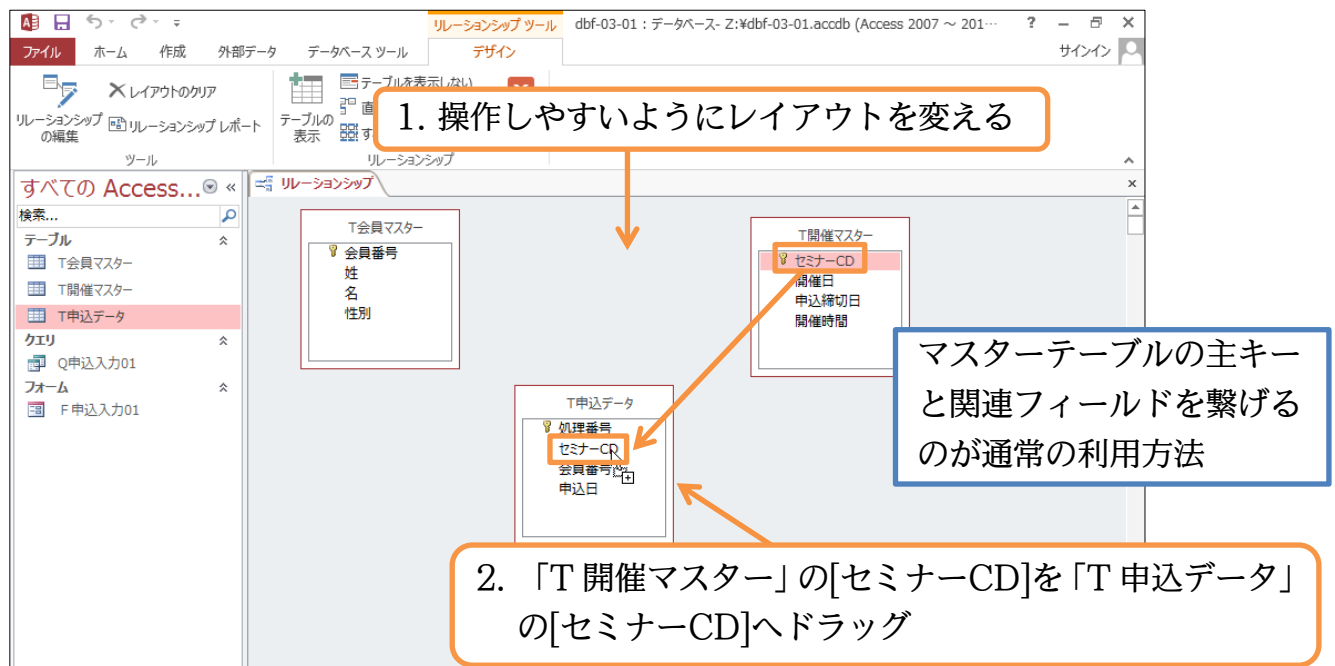 リレーションシップ ツール
dbf-03-01 : データベース- Z:¥dbf-03-01.accdb (Access 2007 ～ 201…
ファイル ホーム 作成 外部データ データベース ツール デザイン サインイン
リレーションシップ
の編集
レイアウトのクリア
リレーションシップ レポート
ツール
テーブルの
表示
テーブルを表示しない
直
す
リレーションシップ
1. 操作しやすいようにレイアウトを変える
すべての Access...
検索...
テーブル
T会員マスター
T開催マスター
T申込データ
クエリ
Q申込入力01
フォーム
F申込入力01
リレーションシップ
T会員マスター
会員番号
姓
名
性別
T開催マスター
セミナーCD
開催日
申込締切日
開催時間
T申込データ
処理番号
セミナーCD
会員番号
申込日
マスターテーブルの主キー
と関連フィールドを繋げる
のが通常の利用方法
2. 「T 開催マスター」の[セミナーCD]を「T 申込データ」
の[セミナーCD]へドラッグ